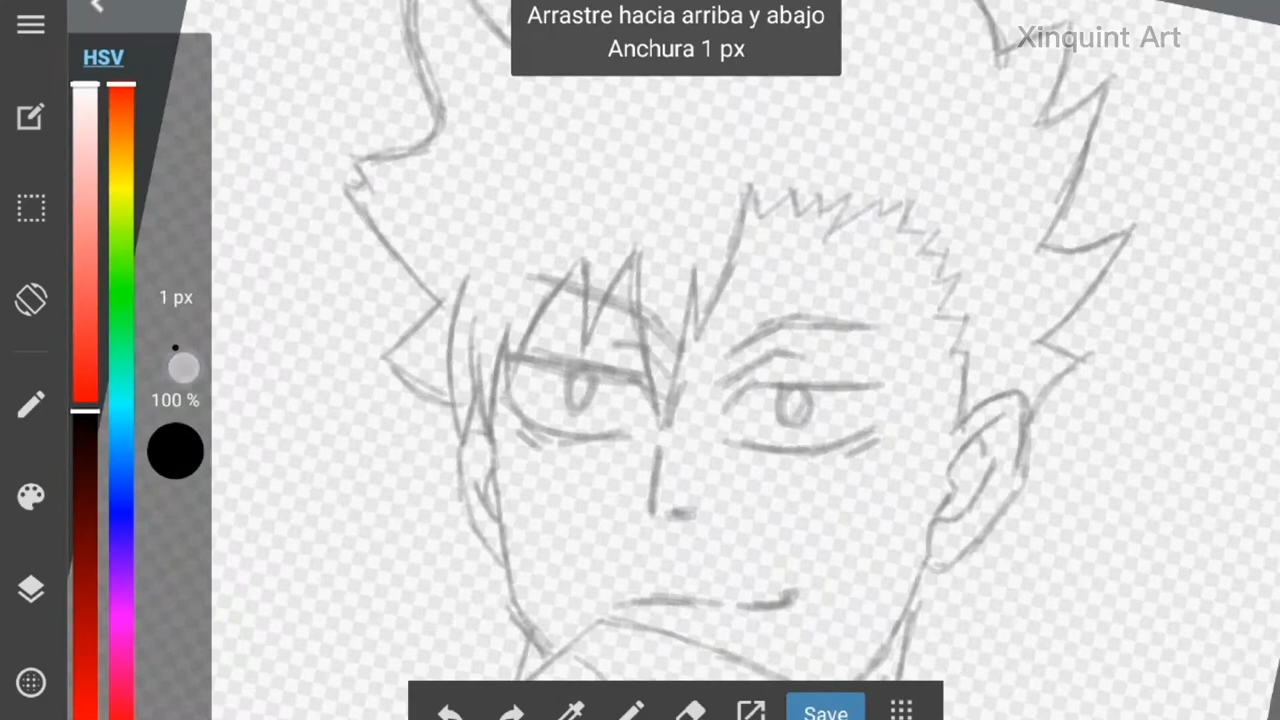 Arrastre hacia arriba y abajo
Anchura 1 px
Xinquint Art
HSV
1 px
100 %
Save